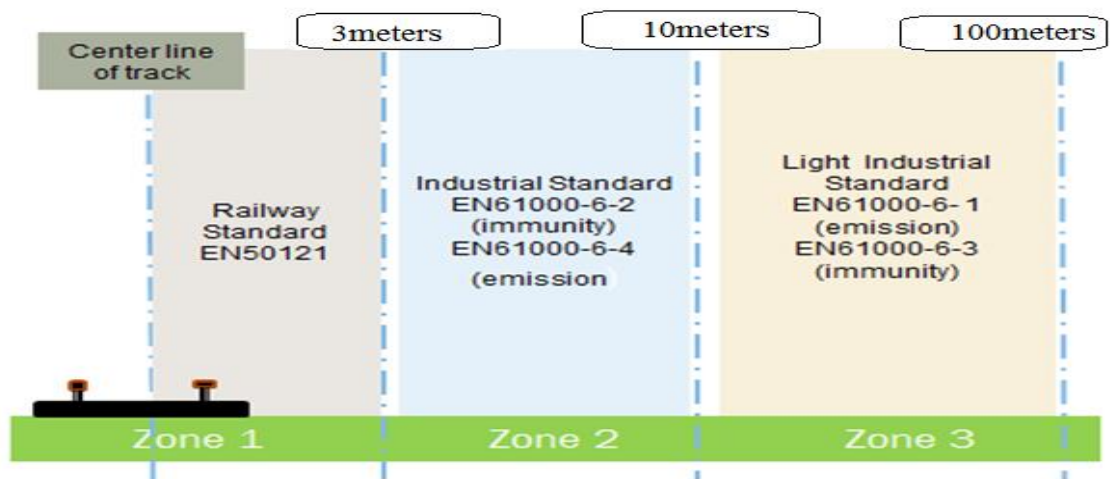 Center line
of track
3meters
10meters
100meters
Railway
Standard
EN50121
Industrial Standard
EN61000-6-2
(immunity)
EN61000-6-4
(emission
Light Industrial
Standard
EN61000-6-1
(emission)
EN61000-6-3
(immunity)
Zone 1
Zone 2
Zone 3